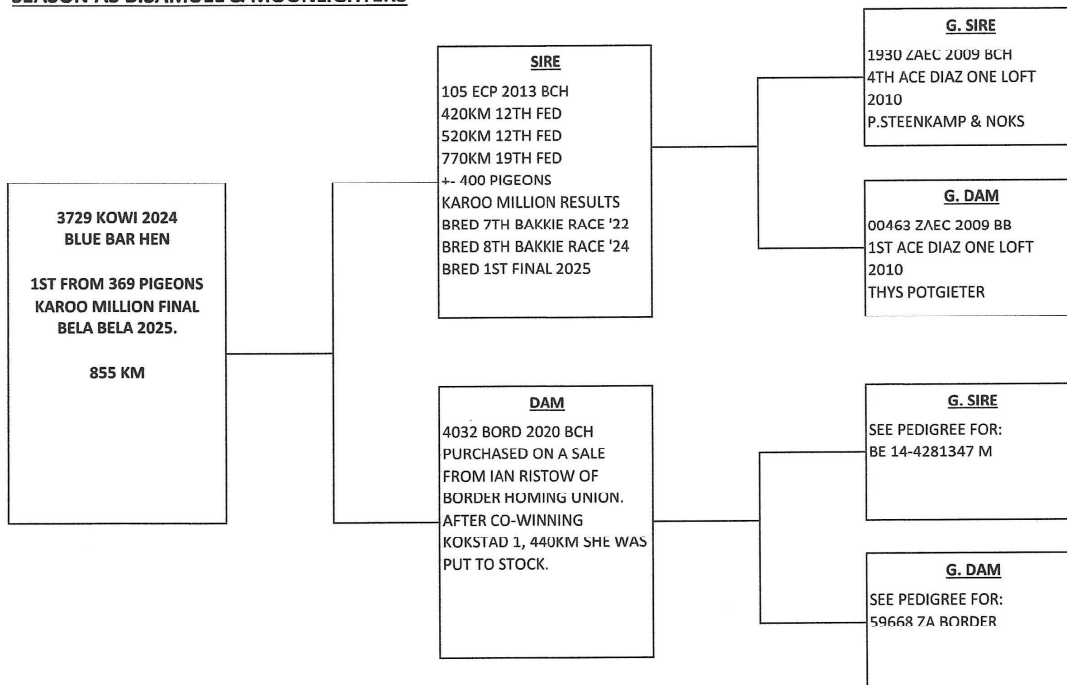 SEASON AS B.SAMUEL & MOONLIGHTERS
3729 KOWI 2024
BLUE BAR HEN
1ST FROM 369 PIGEONS
KAROO MILLION FINAL
BELA BELA 2025.
855 KM
SIRE
105 ECP 2013 BCH
420KM 12TH FED
520KM 12TH FED
770KM 19TH FED
+- 400 PIGEONS
KAROO MILLION RESULTS
BRED 7TH BAKKIE RACE '22
BRED 8TH BAKKIE RACE '24
BRED 1ST FINAL 2025
DAM
4032 BORD 2020 BCH
PURCHASED ON A SALE
FROM IAN RISTOW OF
BORDER HOMING UNION.
AFTER CO-WINNING
KOKSTAD 1, 440KM SHE WAS
PUT TO STOCK.
G. SIRE
1930 ZAEC 2009 BCH
4TH ACE DIAZ ONE LOFT
2010
P.STEENKAMP & NOKS
G. DAM
00463 ZAEC 2009 BB
1ST ACE DIAZ ONE LOFT
2010
THYS POTGIETER
G. SIRE
SEE PEDIGREE FOR:
BE 14-4281347 M
G. DAM
SEE PEDIGREE FOR:
59668 ZA BORDER